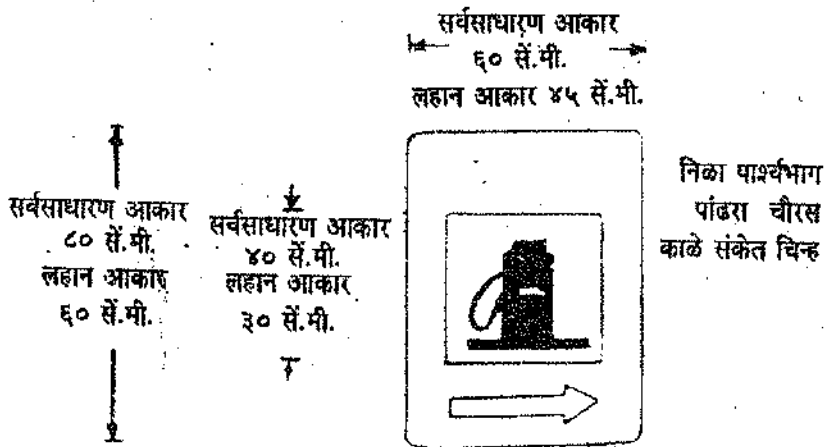 सर्वसाधारण आकार
६० सें.मी.
लहान आकार ४५ सें.मी.
सर्वसाधारण आकार
८० सें.मी.
लहान आकार
६० सें.मी.
सर्वसाधारण आकार
४० सें.मी.
लहान आकार
३० सें.मी.
निळा पार्श्यभाग
पांढरा चौरस
काळे संकेत चिन्ह